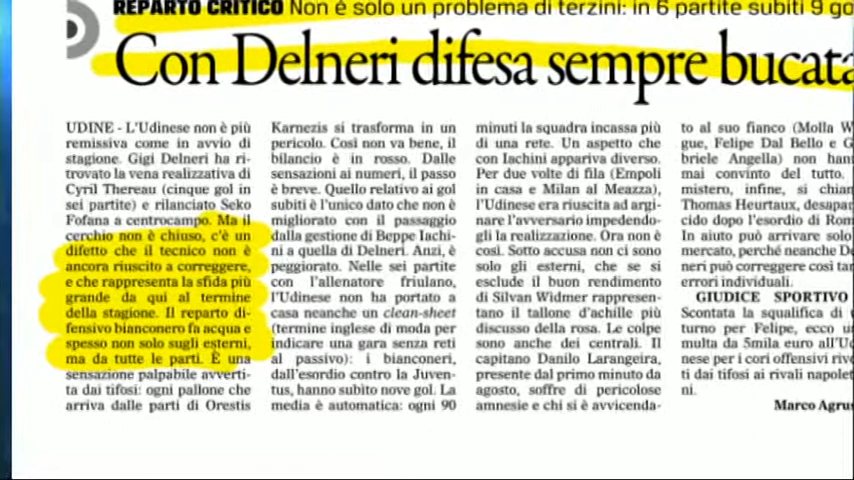 REPARTO CRITICO Non è solo un problema di terzini: in 6 partite subiti 9 go
Con Delneri difesa sempre bucata
UDINE - L'Udinese non è più
remissiva come in avvio di
stagione. Gigi Delneri ha ri-
trovato la vena realizzativa di
Cyril Thereau (cinque gol in
sei partite) e rilanciato Seko
Fofana a centrocampo. Ma il
cerchio non è chiuso, c'è un
difetto che il tecnico non è
ancora riuscito a correggere,
e che rappresenta la sfida più
grande da qui al termine
della stagione. Il reparto di-
fensivo bianconero fa acqua e
spesso non solo sugli esterni,
ma da tutte le parti. È una
sensazione palpabile avverti-
ta dai tifosi: ogni pallone che
arriva dalle parti di Orestis
Karnezis si trasforma in un
pericolo. Così non va bene, il
bilancio è in rosso. Dalle
sensazioni ai numeri, il passo
è breve. Quello relativo ai gol
subiti è l'unico dato che non è
migliorato con il passaggio
dalla gestione di Beppe Iachi-
ni a quella di Delneri. Anzi, è
peggiorato. Nelle sei partite
con l'allenatore friulano,
l'Udinese non ha portato a
casa neanche un clean-sheet
(termine inglese di moda per
indicare una gara senza reti
al passivo): i bianconeri,
dall'esordio contro la Juven-
tus, hanno subìto nove gol. La
media è automatica: ogni 90
minuti la squadra incassa più
di una rete. Un aspetto che
con Iachini appariva diverso.
Per due volte di fila (Empoli
in casa e Milan al Meazza),
l'Udinese era riuscita ad argi-
nare l'avversario impedendo-
gli la realizzazione. Ora non è
così. Sotto accusa non ci sono
solo gli esterni, che se si
esclude il buon rendimento
di Silvan Widmer rappresen-
tano il tallone d'achille più
discusso della rosa. Le colpe
sono anche dei centrali. Il
capitano Danilo Larangeira,
presente dal primo minuto da
agosto, soffre di pericolose
amnesie e chi si è avvicenda-
to al suo fianco (Molla W
gue, Felipe Dal Bello e G
briele Angella) non han
mai convinto del tutto.
mistero, infine, si chian
Thomas Heurtaux, desapar
cido dopo l'esordio di Rom
In aiuto può arrivare solo
mercato, perché neanche De
neri può correggere così tan
errori individuali.
GIUDICE SPORTIVO
Scontata la squalifica di
turno per Felipe, ecco u
multa da 5mila euro all'U
nese per i cori offensivi riv
ti dai tifosi ai rivali napolet
ni.
Marco Agrus